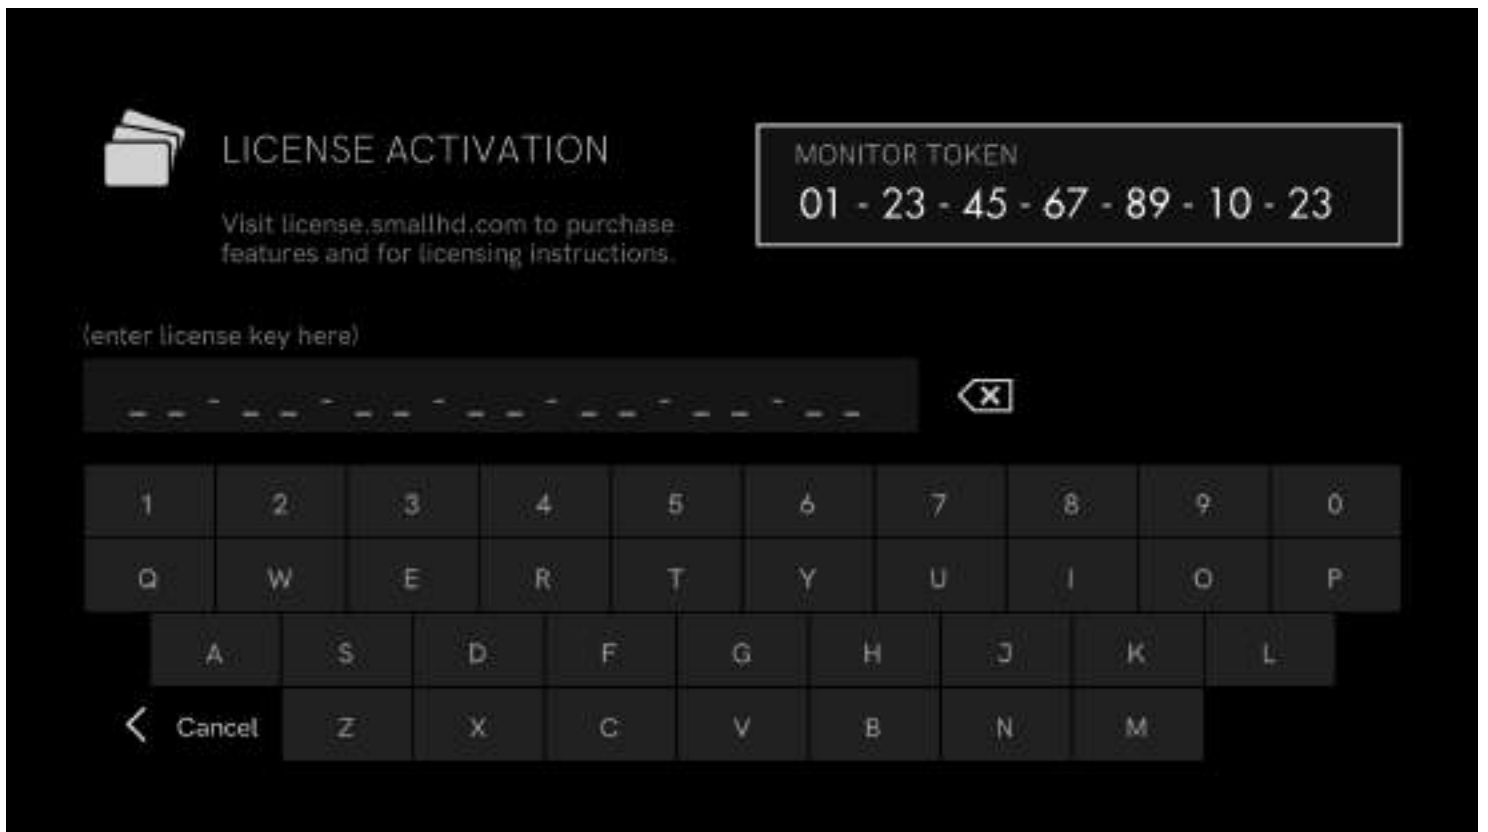 LICENSE ACTIVATION
Visit license.smallhd.com to purchase
features and for licensing instructions.
MONITOR TOKEN
01 - 23 - 45 - 67 - 89 - 10 - 23
(enter license key here)
_ _ - _ _ - _ _ - _ _ - _ _ - _ _ - _ _
1 2 3 4 5 6 7 8 9 0
Q W E R T Y U I O P
A S D F G H J K L
Cancel Z X C V B N M